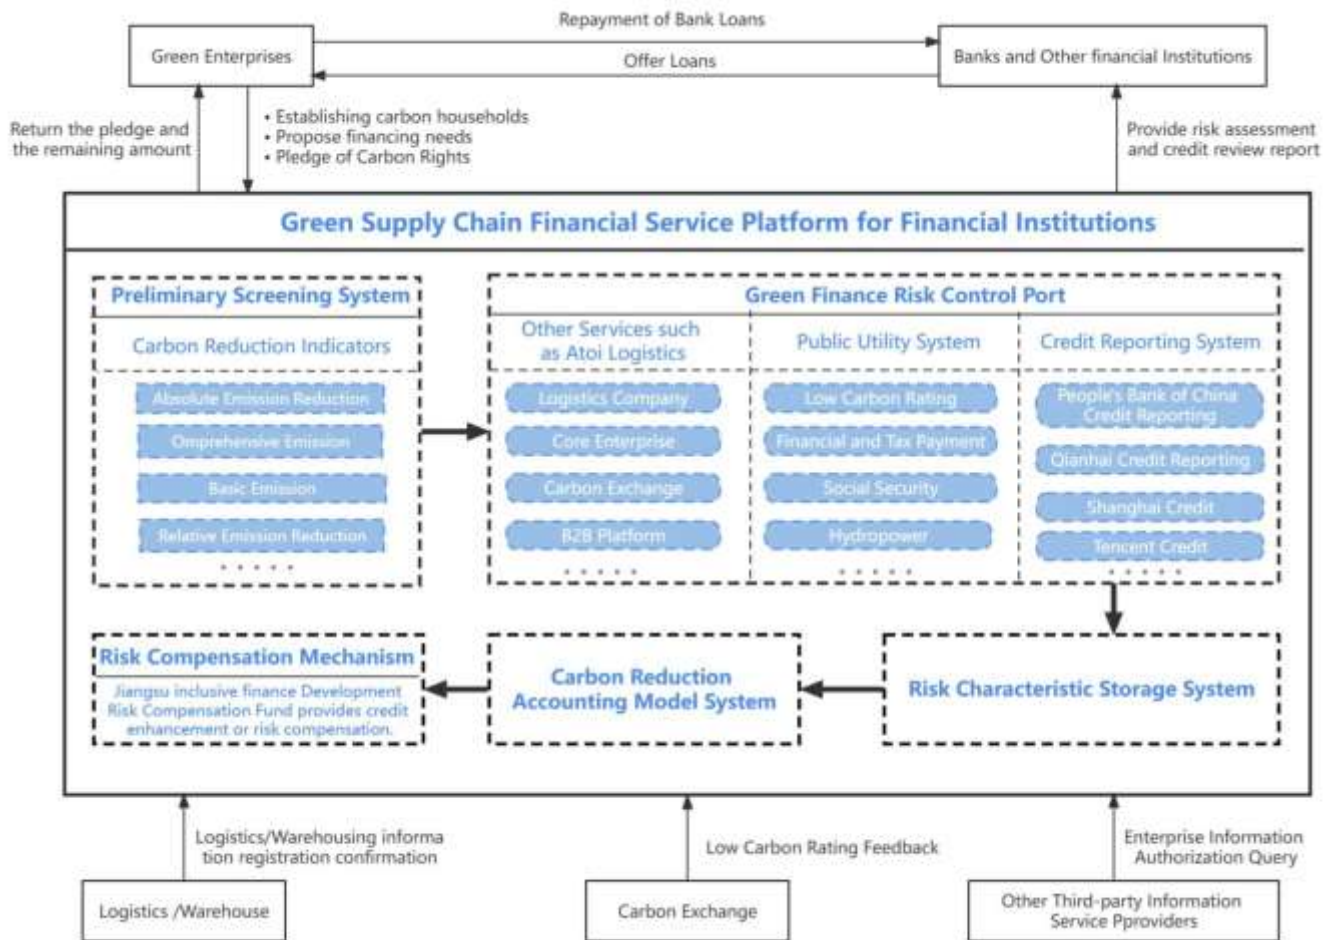 Repayment of Bank Loans
Green Enterprises
Offer Loans
Banks and Other financial Institutions
Return the pledge and
the remaining amount
• Establishing carbon households
• Propose financing needs
• Pledge of Carbon Rights
Provide risk assessment
and credit review report
Green Supply Chain Financial Service Platform for Financial Institutions
Preliminary Screening System
Carbon Reduction Indicators
Absolute Emission Reduction
Omprehensive Emission
Basic Emission
Relative Emission Reduction
• • • • •
Green Finance Risk Control Port
Other Services such
as Atoi Logistics
Logistics Company
Core Enterprise
Carbon Exchange
B2B Platform
• • • • •
Public Utility System
Low Carbon Rating
Financial and Tax Payment
Social Security
Hydropower
• • • • •
Credit Reporting System
People's Bank of China
Credit Reporting
Qianhai Credit Reporting
Shanghai Credit
Tencent Credit
• • • • •
Risk Compensation Mechanism
Jiangsu inclusive finance Development
Risk Compensation Fund provides credit
enhancement or risk compensation.
Carbon Reduction
Accounting Model System
Risk Characteristic Storage System
Logistics/Warehousing informa
tion registration confirmation
Low Carbon Rating Feedback
Enterprise Information
Authorization Query
Logistics /Warehouse
Carbon Exchange
Other Third-party Information
Service Pproviders